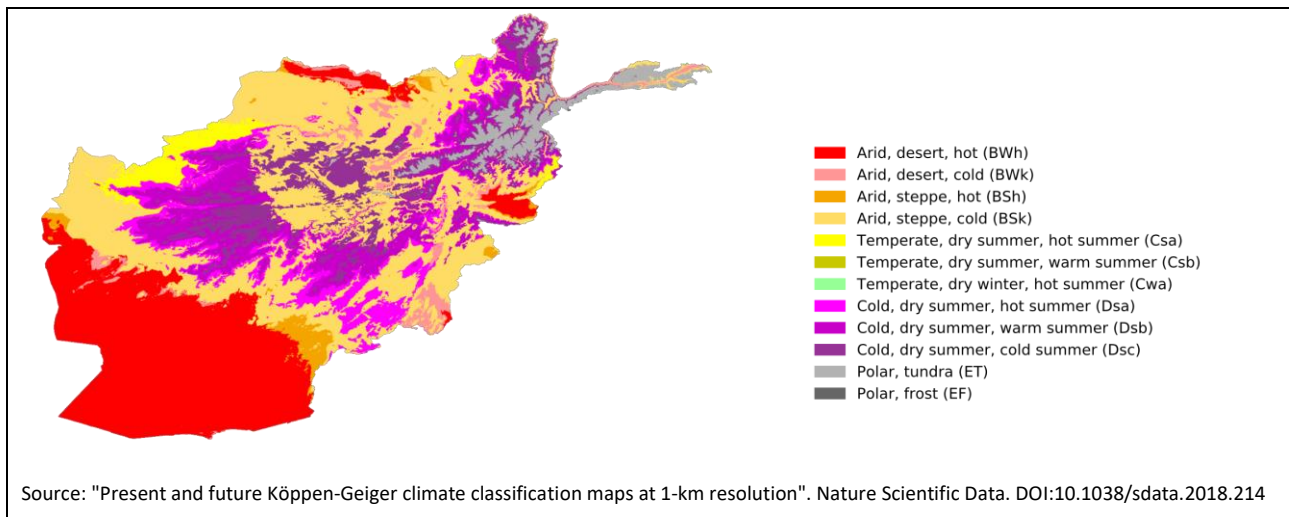 Arid, desert, hot (BWh)
Arid, desert, cold (BWk)
Arid, steppe, hot (BSh)
Arid, steppe, cold (BSk)
Temperate, dry summer, hot summer (Csa)
Temperate, dry summer, warm summer (Csb)
Temperate, dry winter, hot summer (Cwa)
Cold, dry summer, hot summer (Dsa)
Cold, dry summer, warm summer (Dsb)
Cold, dry summer, cold summer (Dsc)
Polar, tundra (ET)
Polar, frost (EF)
Source: "Present and future Köppen-Geiger climate classification maps at 1-km resolution". Nature Scientific Data. DOI:10.1038/sdata.2018.214